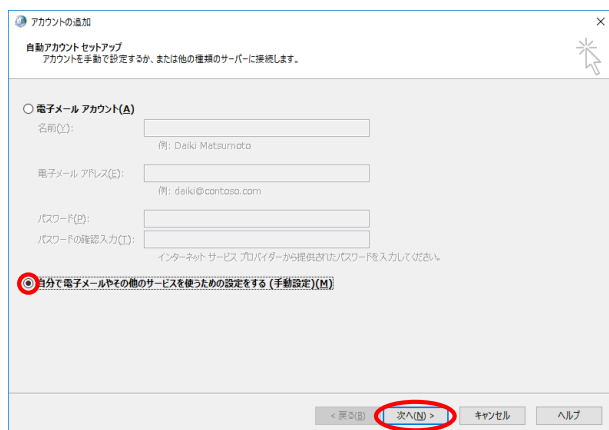 アカウントの追加
自動アカウント セットアップ
アカウントを手動で設定するか、または他の種類のサーバーに接続します。
電子メール アカウント(A)
名前(Y):
例: Daiki Matsumoto
電子メール アドレス(E):
例: daiki@contoso.com
パスワード(P):
パスワードの確認入力(T):
インターネット サービス プロバイダーから提供されたパスワードを入力してください。
自分で電子メールやその他のサービスを使うための設定をする (手動設定)(M)
< 戻る(B) 次へ(N) > キャンセル ヘルプ